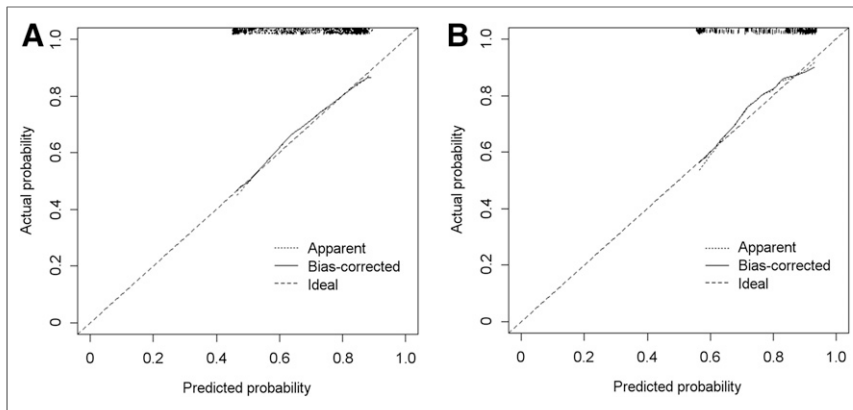 A
1.0
0.8
0.6
0.4
0.2
0
Actual probability
Apparent
Bias-corrected
Ideal
0 0.2 0.4 0.6 0.8 1.0
Predicted probability
B
1.0
0.8
0.6
0.4
0.2
0
Actual probability
Apparent
Bias-corrected
Ideal
0 0.2 0.4 0.6 0.8 1.0
Predicted probability